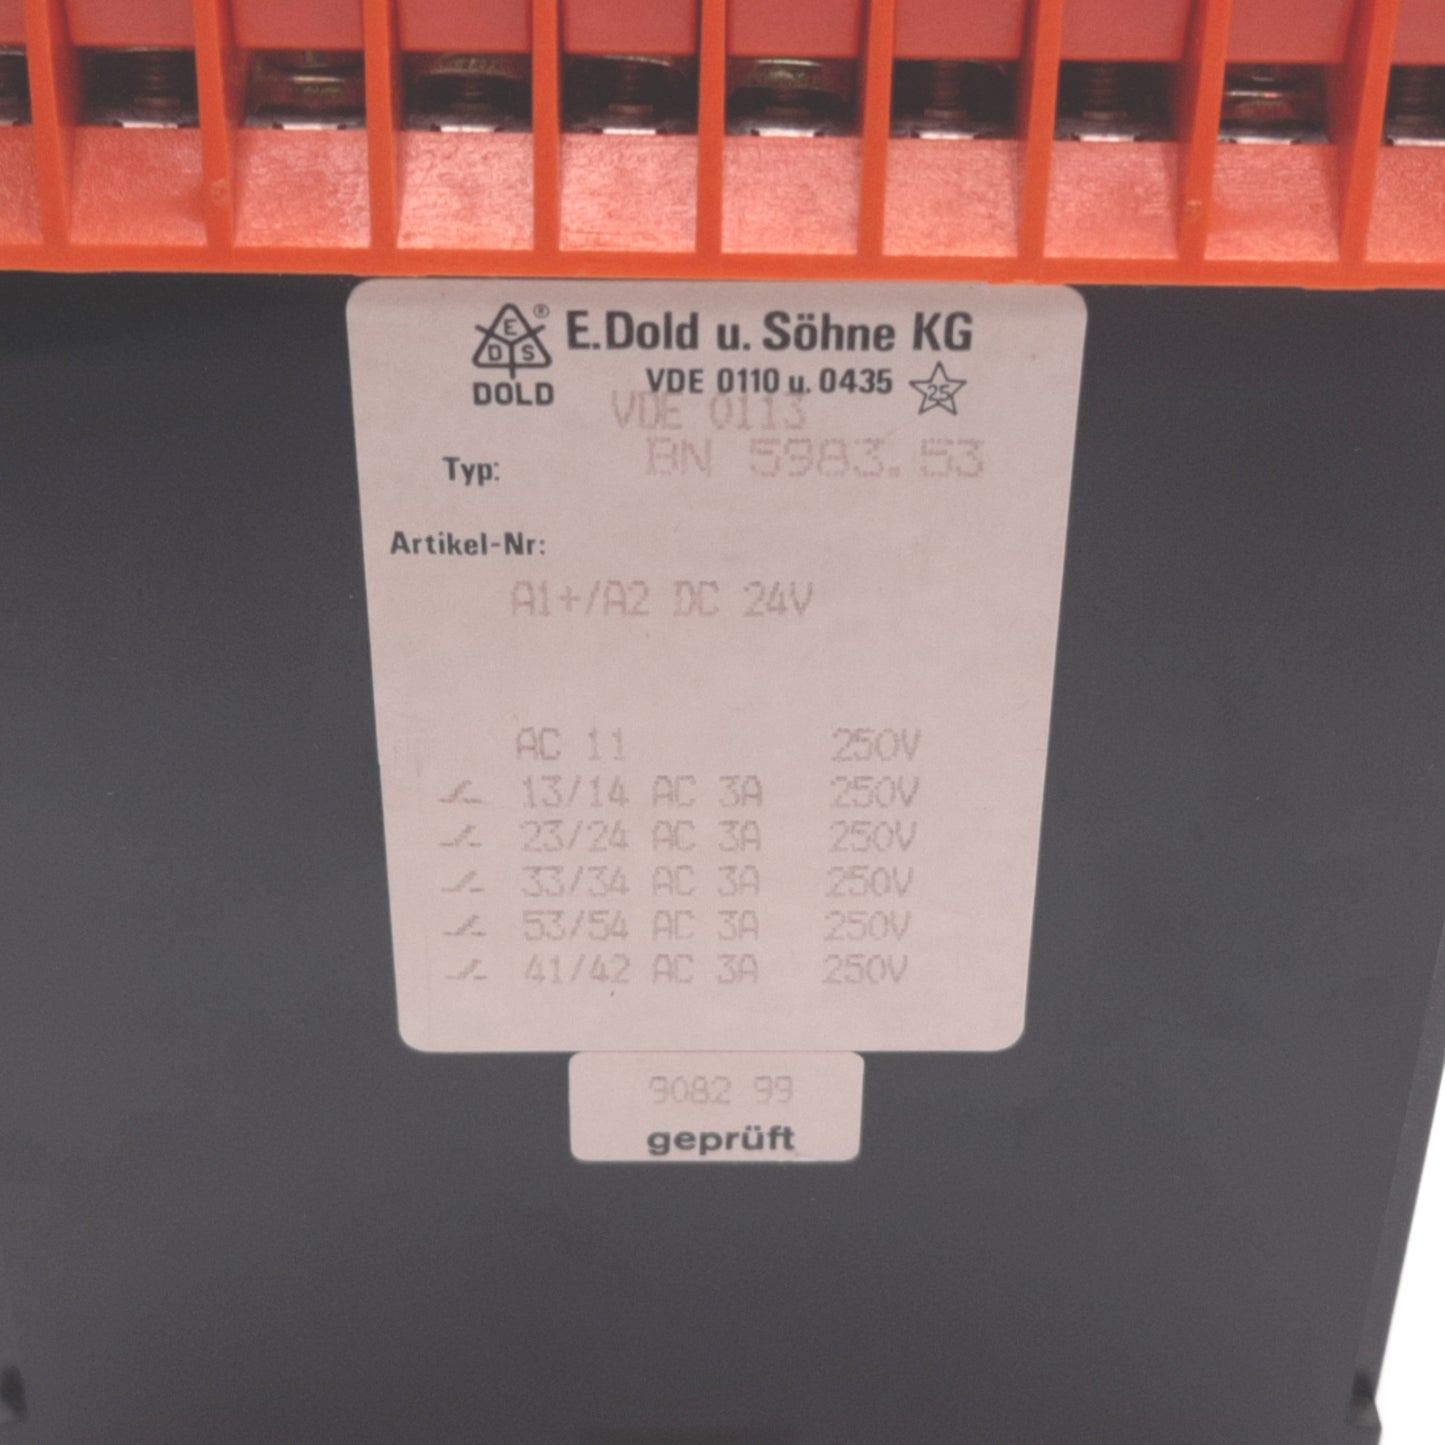 E
D S
®
DOLD
E.Dold u. Söhne KG
VDE 0110 u. 0435
25
VDE 0113
Typ: BN 5983.53
Artikel-Nr:
A1+/A2 DC 24V
AC 11 250V
13/14 AC 3A 250V
23/24 AC 3A 250V
33/34 AC 3A 250V
53/54 AC 3A 250V
41/42 AC 3A 250V
9082 99
geprüft